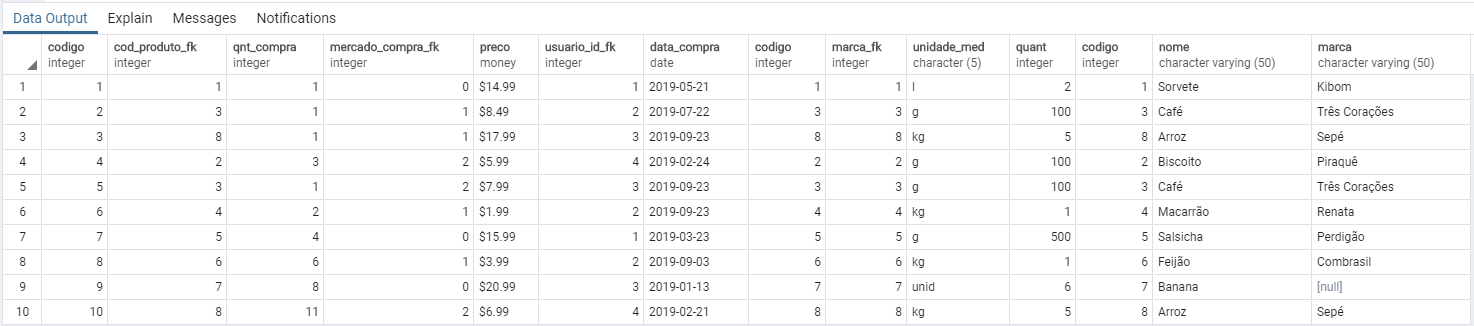 Data Output Explain Messages Notifications
codigo cod_produto_fk qnt_compra mercado_compra_fk preco usuario_id_fk data_compra codigo marca_fk unidade_med quant codigo nome marca
integer integer integer integer money integer date integer integer character (5) integer integer character varying (50) character varying (50)
1 1 1 1 0 $14.99 1 2019-05-21 1 1 l 2 1 Sorvete Kibom
2 2 3 1 1 $8.49 2 2019-07-22 3 3 g 100 3 Café Três Corações
3 3 8 1 1 $17.99 3 2019-09-23 8 8 kg 5 8 Arroz Sepé
4 4 2 3 2 $5.99 4 2019-02-24 2 2 g 100 2 Biscoito Piraquê
5 5 3 1 2 $7.99 3 2019-09-23 3 3 g 100 3 Café Três Corações
6 6 4 2 1 $1.99 2 2019-09-23 4 4 kg 1 4 Macarrão Renata
7 7 5 4 0 $15.99 1 2019-03-23 5 5 g 500 5 Salsicha Perdigão
8 8 6 6 1 $3.99 2 2019-09-03 6 6 kg 1 6 Feijão Combrasil
9 9 7 8 0 $20.99 3 2019-01-13 7 7 unid 6 7 Banana [null]
10 10 8 11 2 $6.99 4 2019-02-21 8 8 kg 5 8 Arroz Sepé